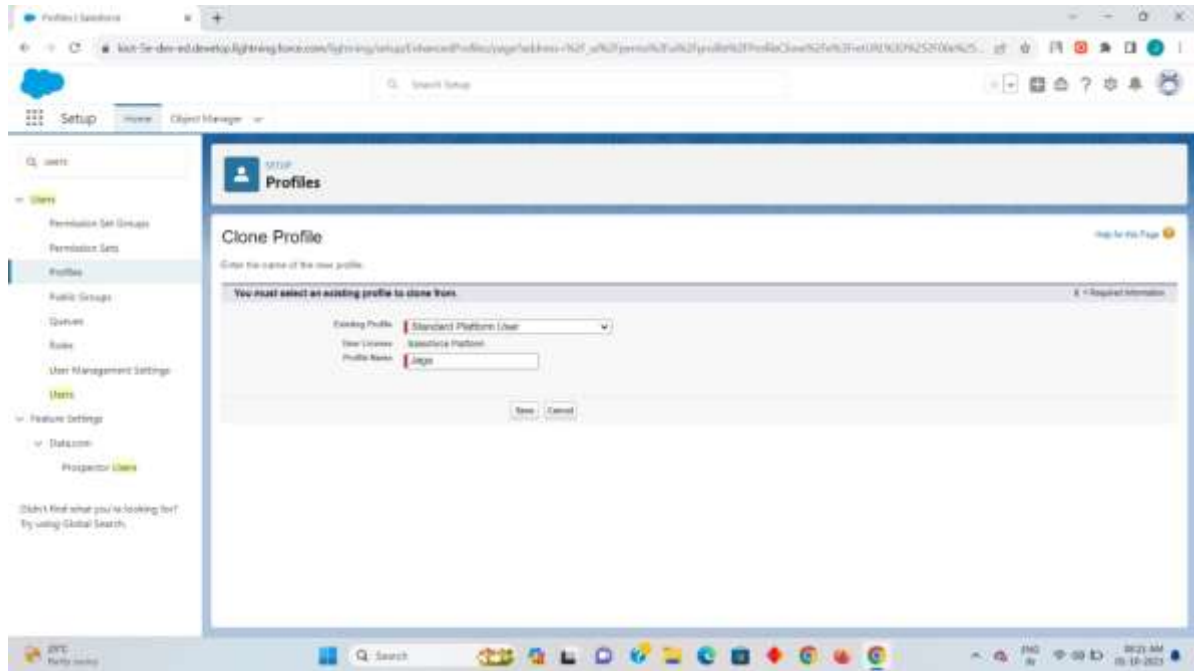 Profiles | Salesforce
Search Setup
Setup
Home
Object Manager
users
Users
Permission Set Groups
Permission Sets
Profiles
Public Groups
Queues
Roles
User Management Settings
Users
Feature Settings
Data.com
Prospector Users
Didn't find what you're looking for?
Try using Global Search.
SETUP
Profiles
Clone Profile
Help for this Page
Enter the name of the new profile.
You must select an existing profile to clone from.
= Required Information
Existing Profile
Standard Platform User
User License
Salesforce Platform
Profile Name
Save
Cancel
Search
ENG
IN